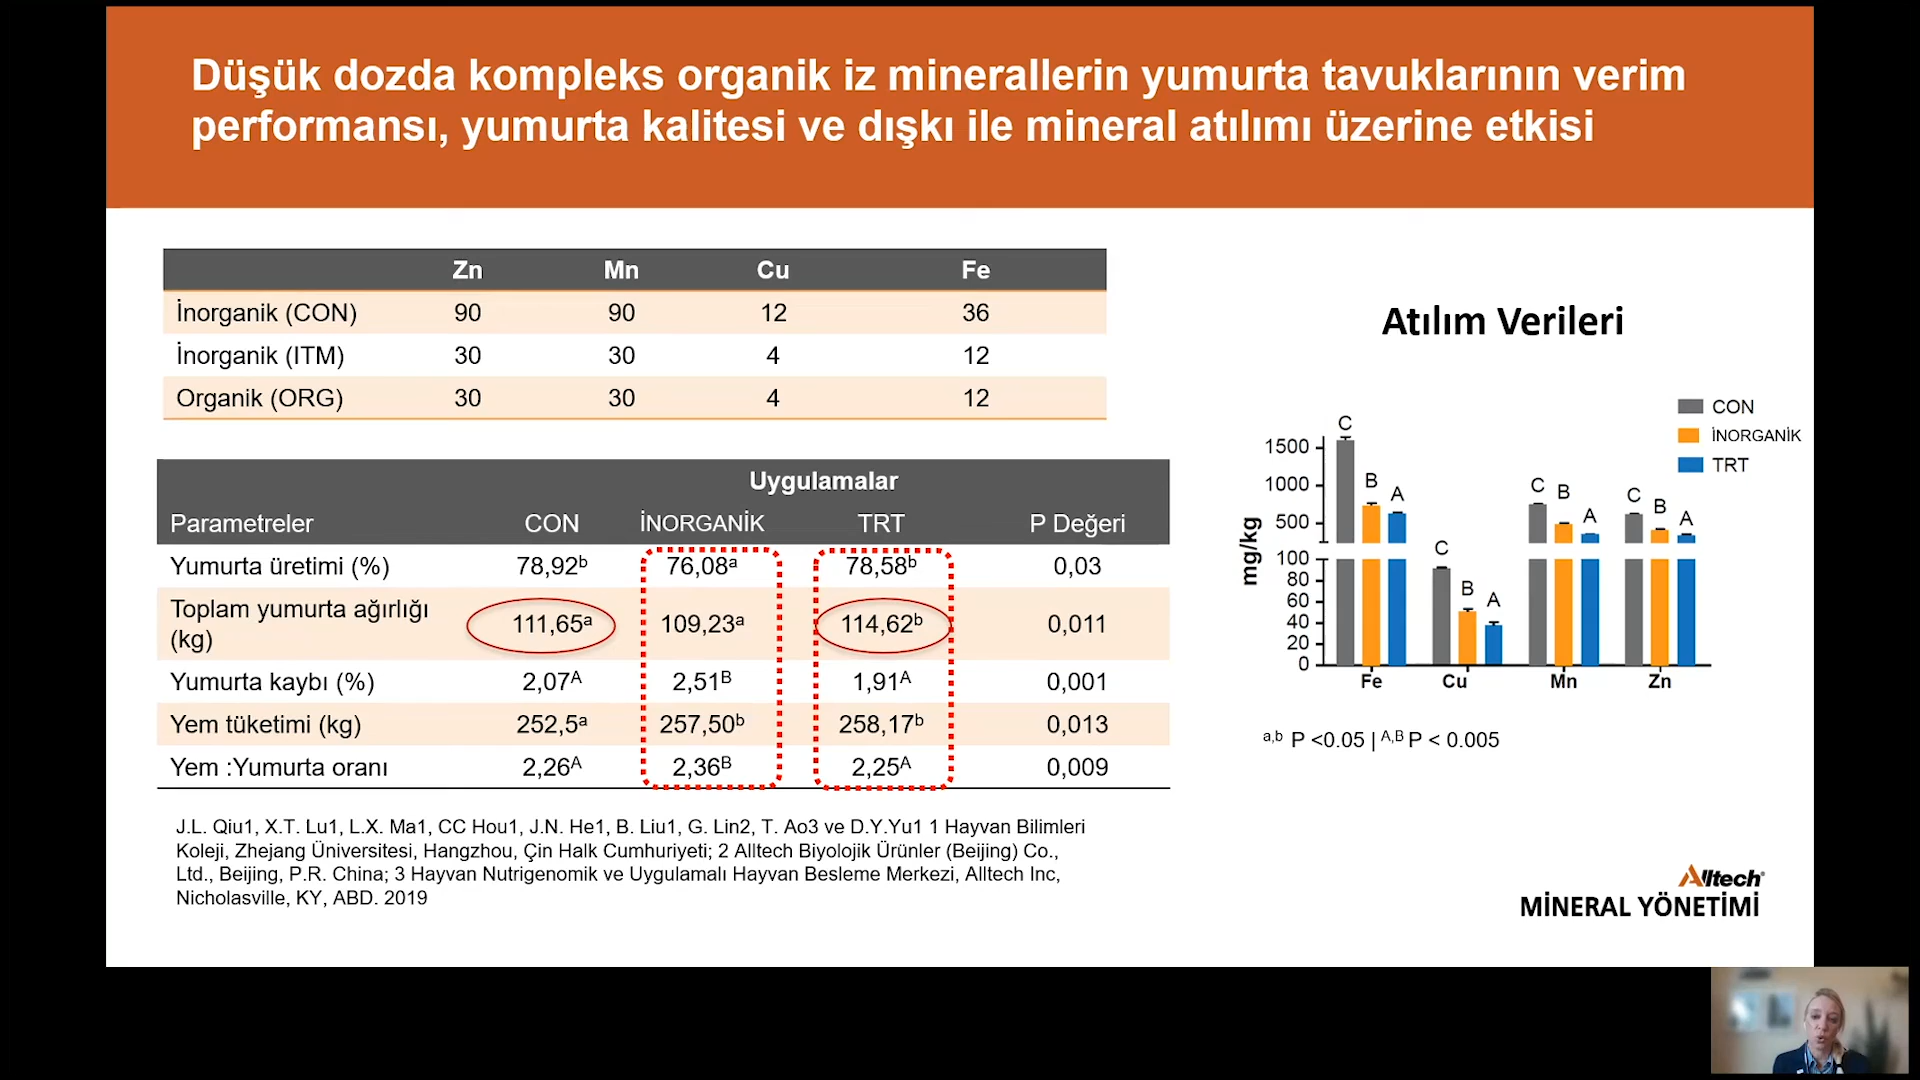 Düşük dozda kompleks organik iz minerallerin yumurta tavuklarının verim
performansı, yumurta kalitesi ve dışkı ile mineral atılımı üzerine etkisi
Zn Mn Cu Fe
İnorganik (CON) 90 90 12 36
İnorganik (ITM) 30 30 4 12
Organik (ORG) 30 30 4 12
Uygulamalar
Parametreler CON İNORGANİK TRT P Değeri
Yumurta üretimi (%) 78,92ᵇ 76,08ᵃ 78,58ᵇ 0,03
Toplam yumurta ağırlığı
(kg) 111,65ᵃ 109,23ᵃ 114,62ᵇ 0,011
Yumurta kaybı (%) 2,07ᴬ 2,51ᴮ 1,91ᴬ 0,001
Yem tüketimi (kg) 252,5ᵃ 257,50ᵇ 258,17ᵇ 0,013
Yem :Yumurta oranı 2,26ᴬ 2,36ᴮ 2,25ᴬ 0,009
J.L. Qiu1, X.T. Lu1, L.X. Ma1, CC Hou1, J.N. He1, B. Liu1, G. Lin2, T. Ao3 ve D.Y.Yu1 1 Hayvan Bilimleri
Koleji, Zhejang Üniversitesi, Hangzhou, Çin Halk Cumhuriyeti; 2 Alltech Biyolojik Ürünler (Beijing) Co.,
Ltd., Beijing, P.R. China; 3 Hayvan Nutrigenomik ve Uygulamalı Hayvan Besleme Merkezi, Alltech Inc,
Nicholasville, KY, ABD. 2019
Atılım Verileri
CON
İNORGANİK
TRT
mg/kg
1500
1000
500
100
80
60
40
20
0
C B A
C B A
C B A
C B A
Fe Cu Mn Zn
ᵃ,ᵇ P <0.05 | ᴬ,ᴮ P < 0.005
Alltech®
MİNERAL YÖNETİMİ